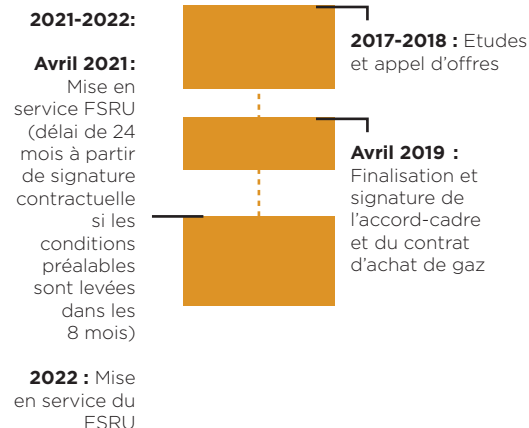 2021-2022:
Avril 2021:
Mise en
service FSRU
(délai de 24
mois à partir
de signature
contractuelle
si les
conditions
préalables
sont levées
dans les
8 mois)
2022 : Mise
en service du
FSRU
2017-2018 : Etudes
et appel d’offres
Avril 2019 :
Finalisation et
signature de
l’accord-cadre
et du contrat
d’achat de gaz